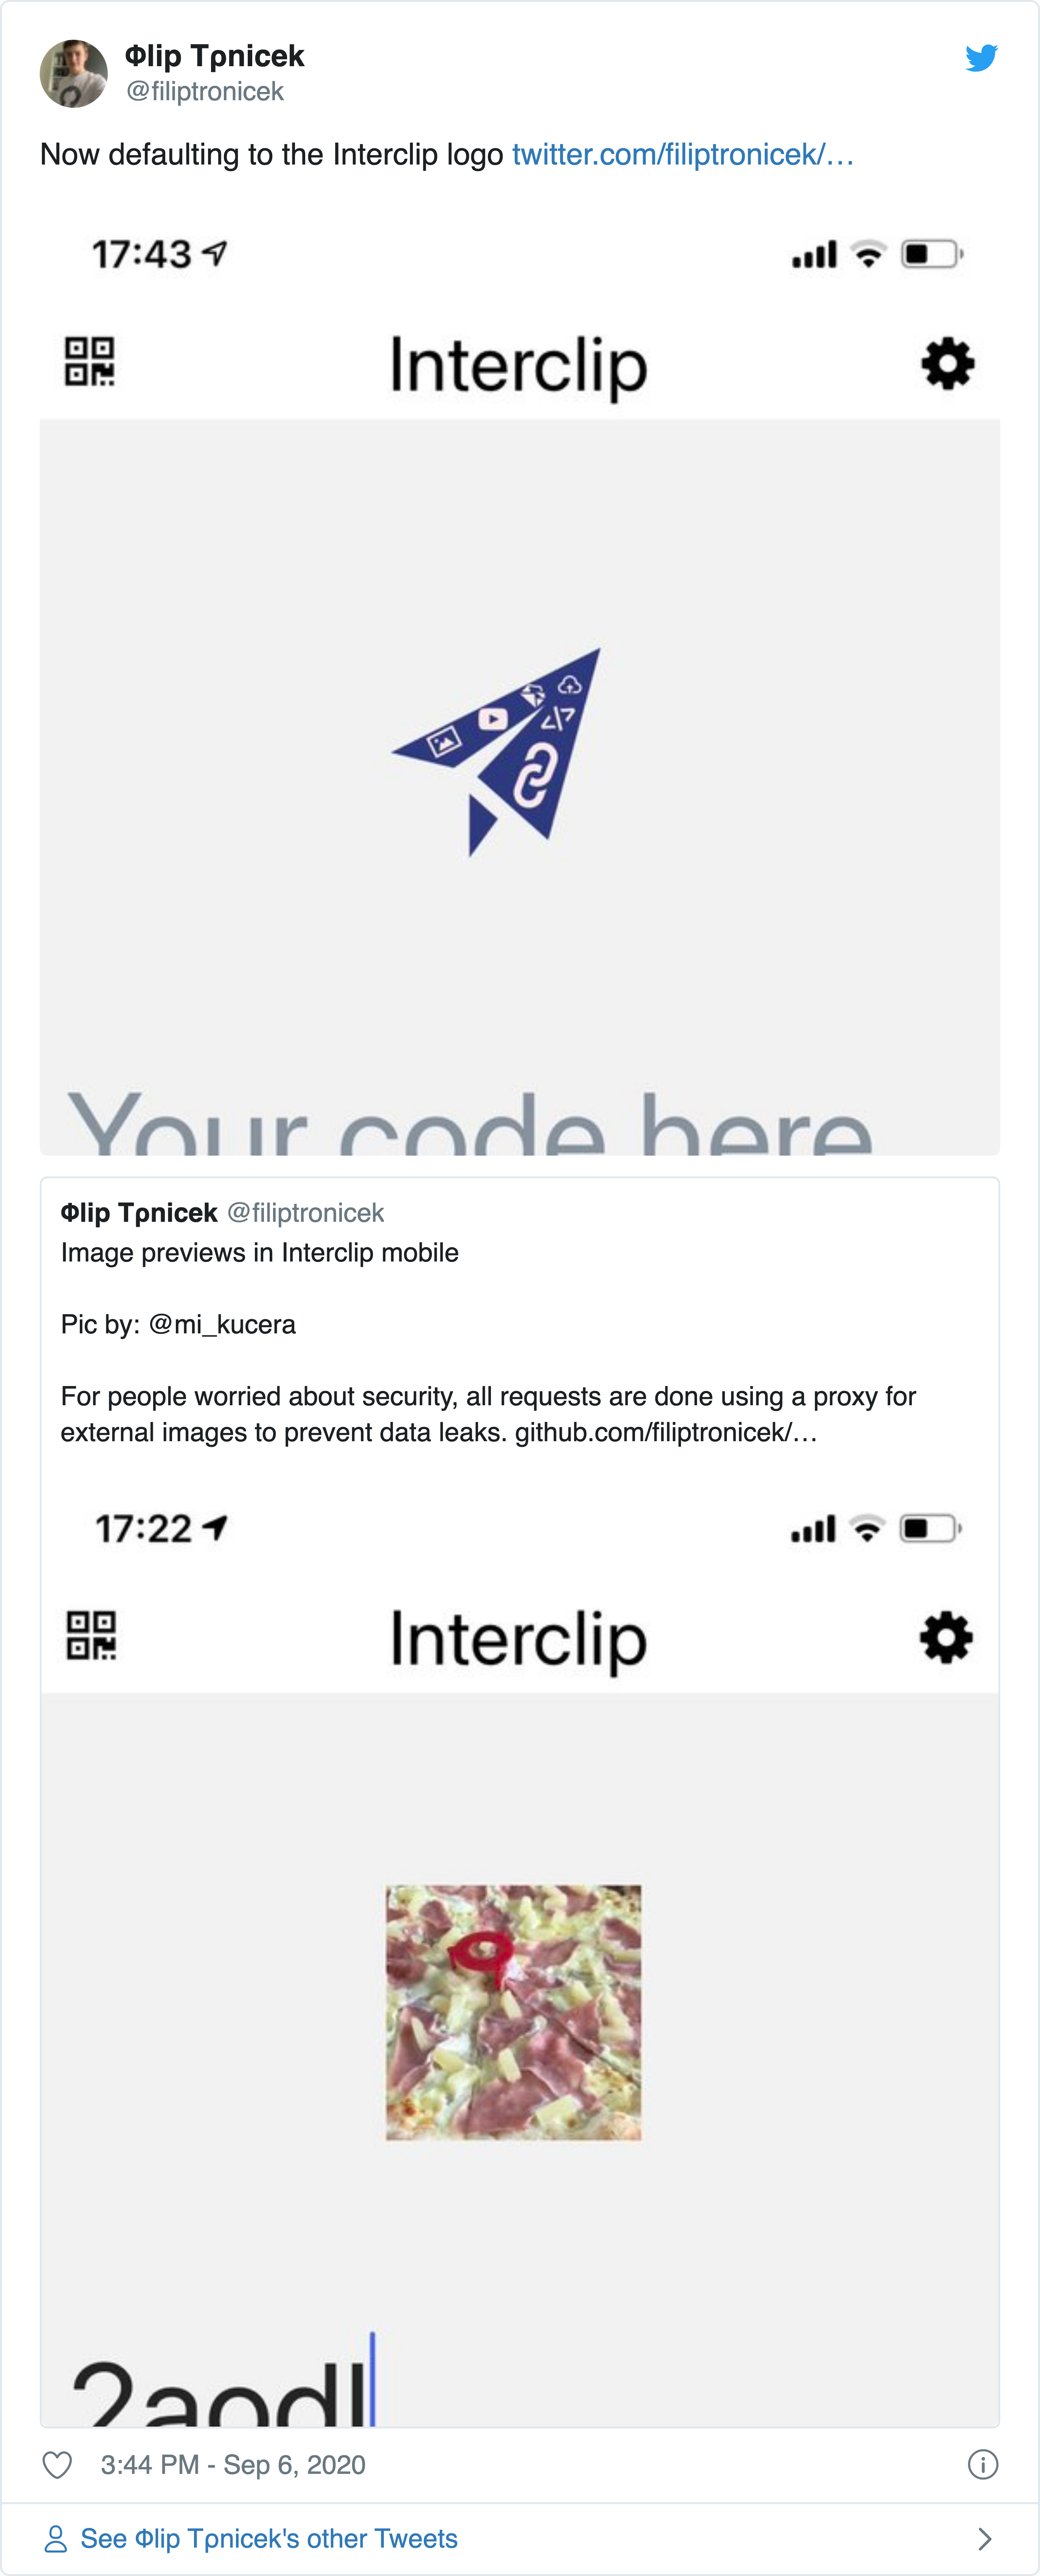 Φlip Tρnicek
@filiptronicek
Now defaulting to the Interclip logo twitter.com/filiptronicek/…
17:43
Interclip
Your code here
Φlip Tρnicek @filiptronicek
Image previews in Interclip mobile
Pic by: @mi_kucera
For people worried about security, all requests are done using a proxy for
external images to prevent data leaks. github.com/filiptronicek/…
17:22
Interclip
2aodl
3:44 PM - Sep 6, 2020
See Φlip Tρnicek's other Tweets